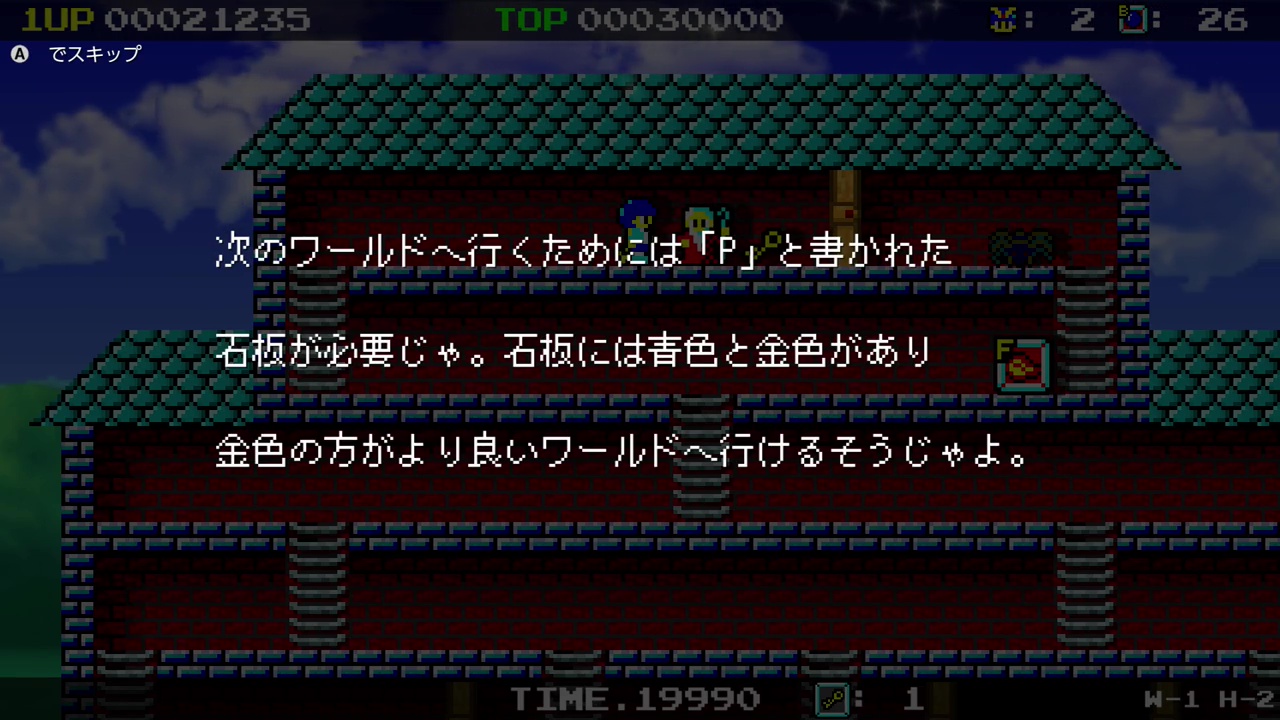 1UP 00021235 TOP 00030000 : 2 B : 26
A でスキップ
次のワールドへ行くためには「P」と書かれた
石板が必要じゃ。石板には青色と金色があり
F
金色の方がより良いワールドへ行けるそうじゃよ。
TIME.19990 : 1 W-1 H-2